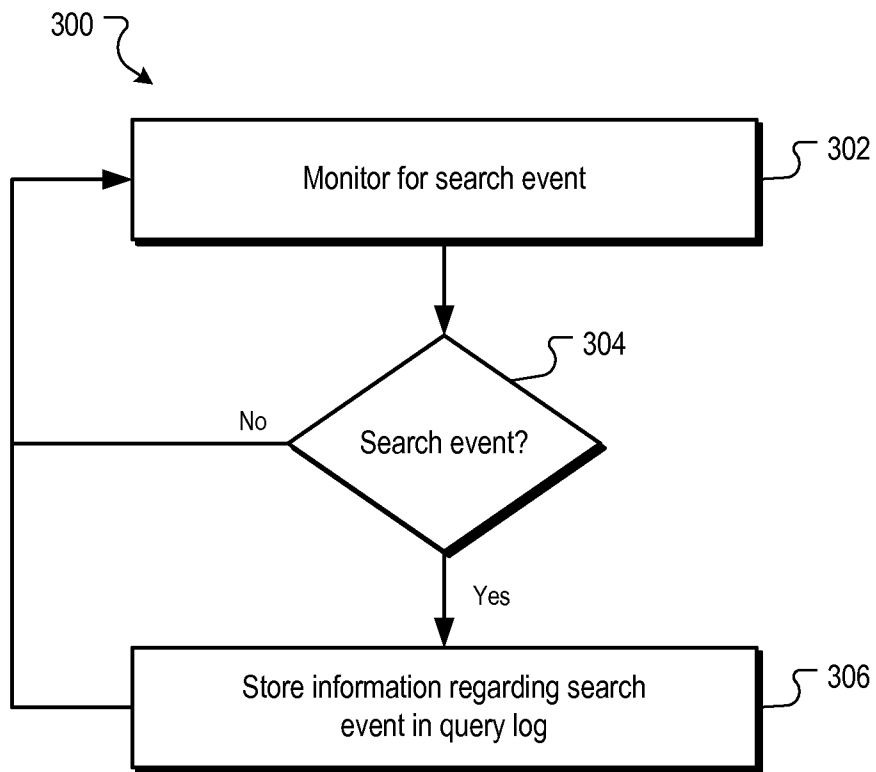 300
Monitor for search event
302
304
No
Search event?
Yes
Store information regarding search
event in query log
306